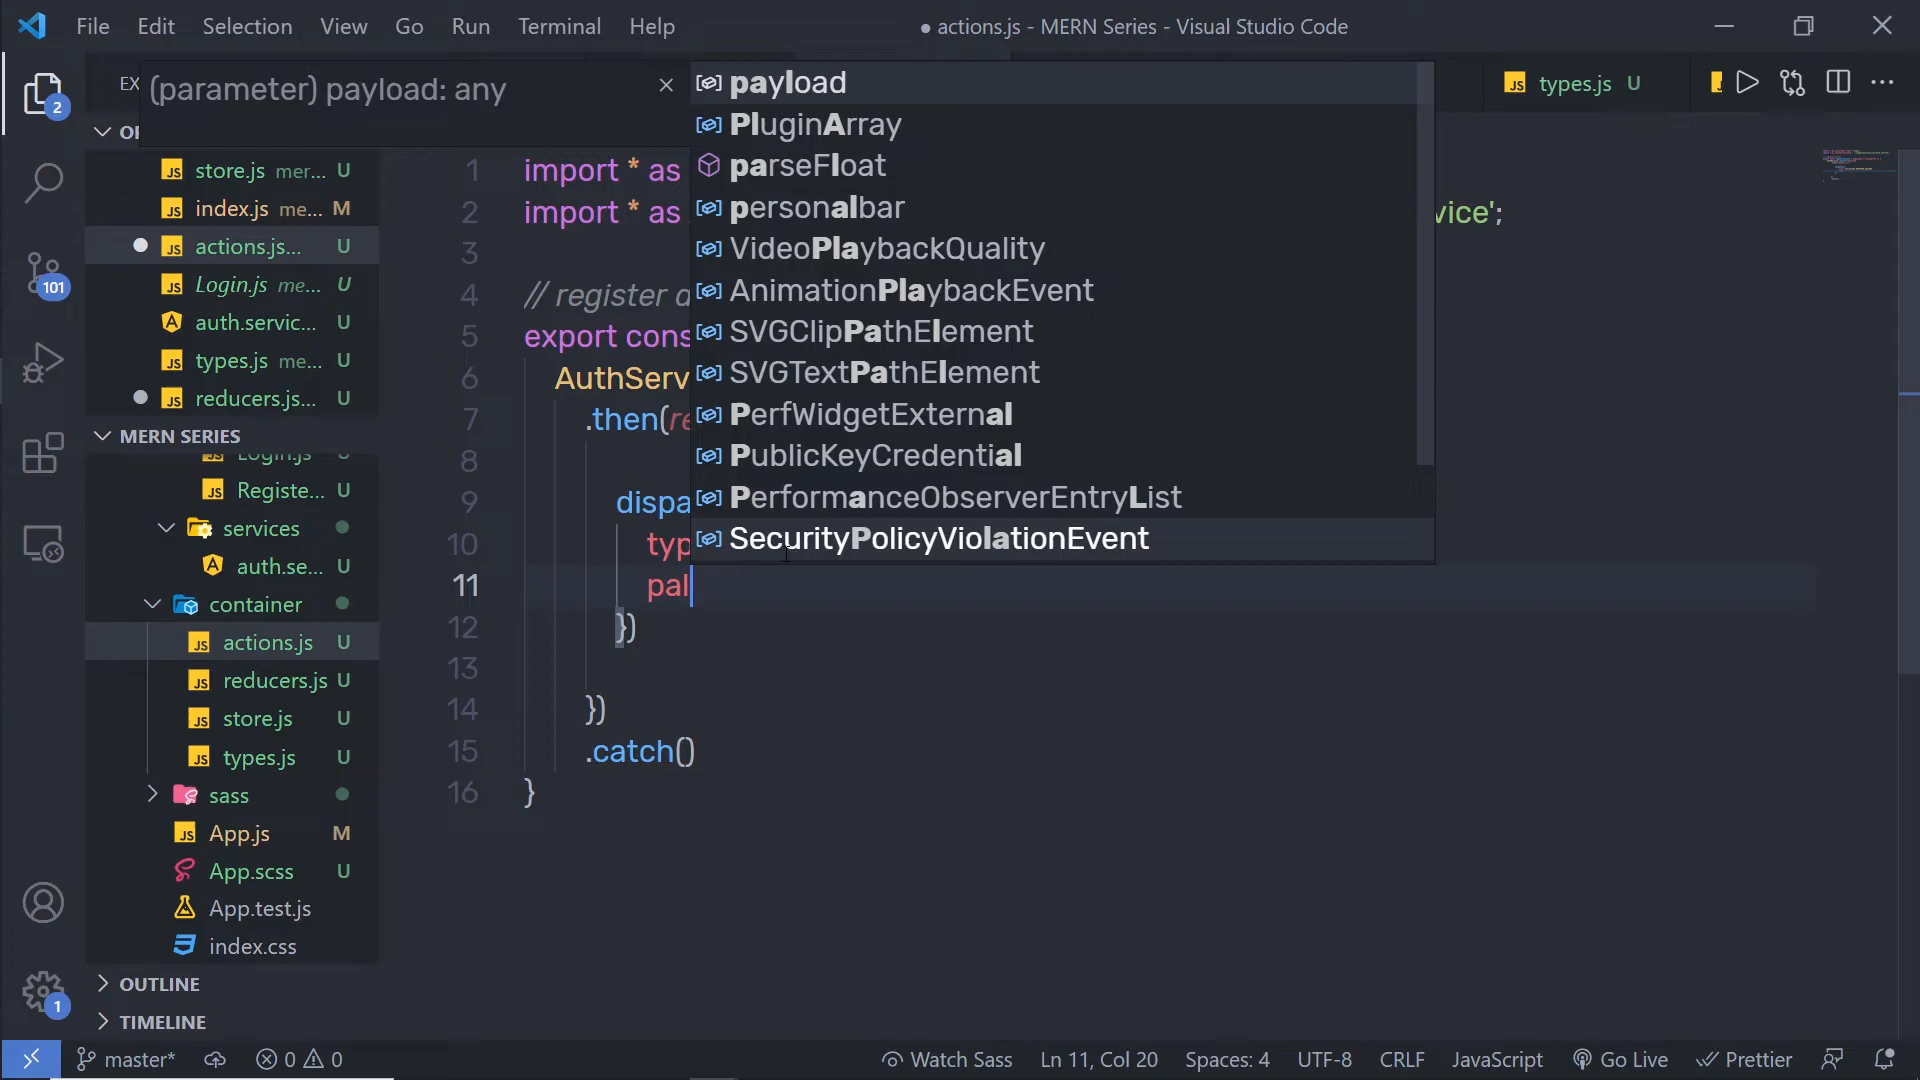 File Edit Selection View Go Run Terminal Help
● actions.js - MERN Series - Visual Studio Code
EX
(parameter) payload: any
types.js U
store.js mer... U
index.js me... M
actions.js... U
Login.js me... U
auth.servic... U
types.js me... U
reducers.js... U
MERN SERIES
Login.js U
Registe... U
services
auth.se... U
container
actions.js U
reducers.js U
store.js U
types.js U
sass
App.js M
App.scss U
App.test.js
index.css
OUTLINE
TIMELINE
payload
PluginArray
parseFloat
personalbar
VideoPlaybackQuality
AnimationPlaybackEvent
SVGClipPathElement
SVGTextPathElement
PerfWidgetExternal
PublicKeyCredential
PerformanceObserverEntryList
SecurityPolicyViolationEvent
1 import * as
2 import * as vice';
3
4 // register a
5 export cons
6 AuthServ
7 .then(re
8
9 dispa
10 typ
11 pal
12 })
13
14 })
15 .catch()
16 }
2
101
1
master* 0 0 Watch Sass Ln 11, Col 20 Spaces: 4 UTF-8 CRLF JavaScript Go Live Prettier